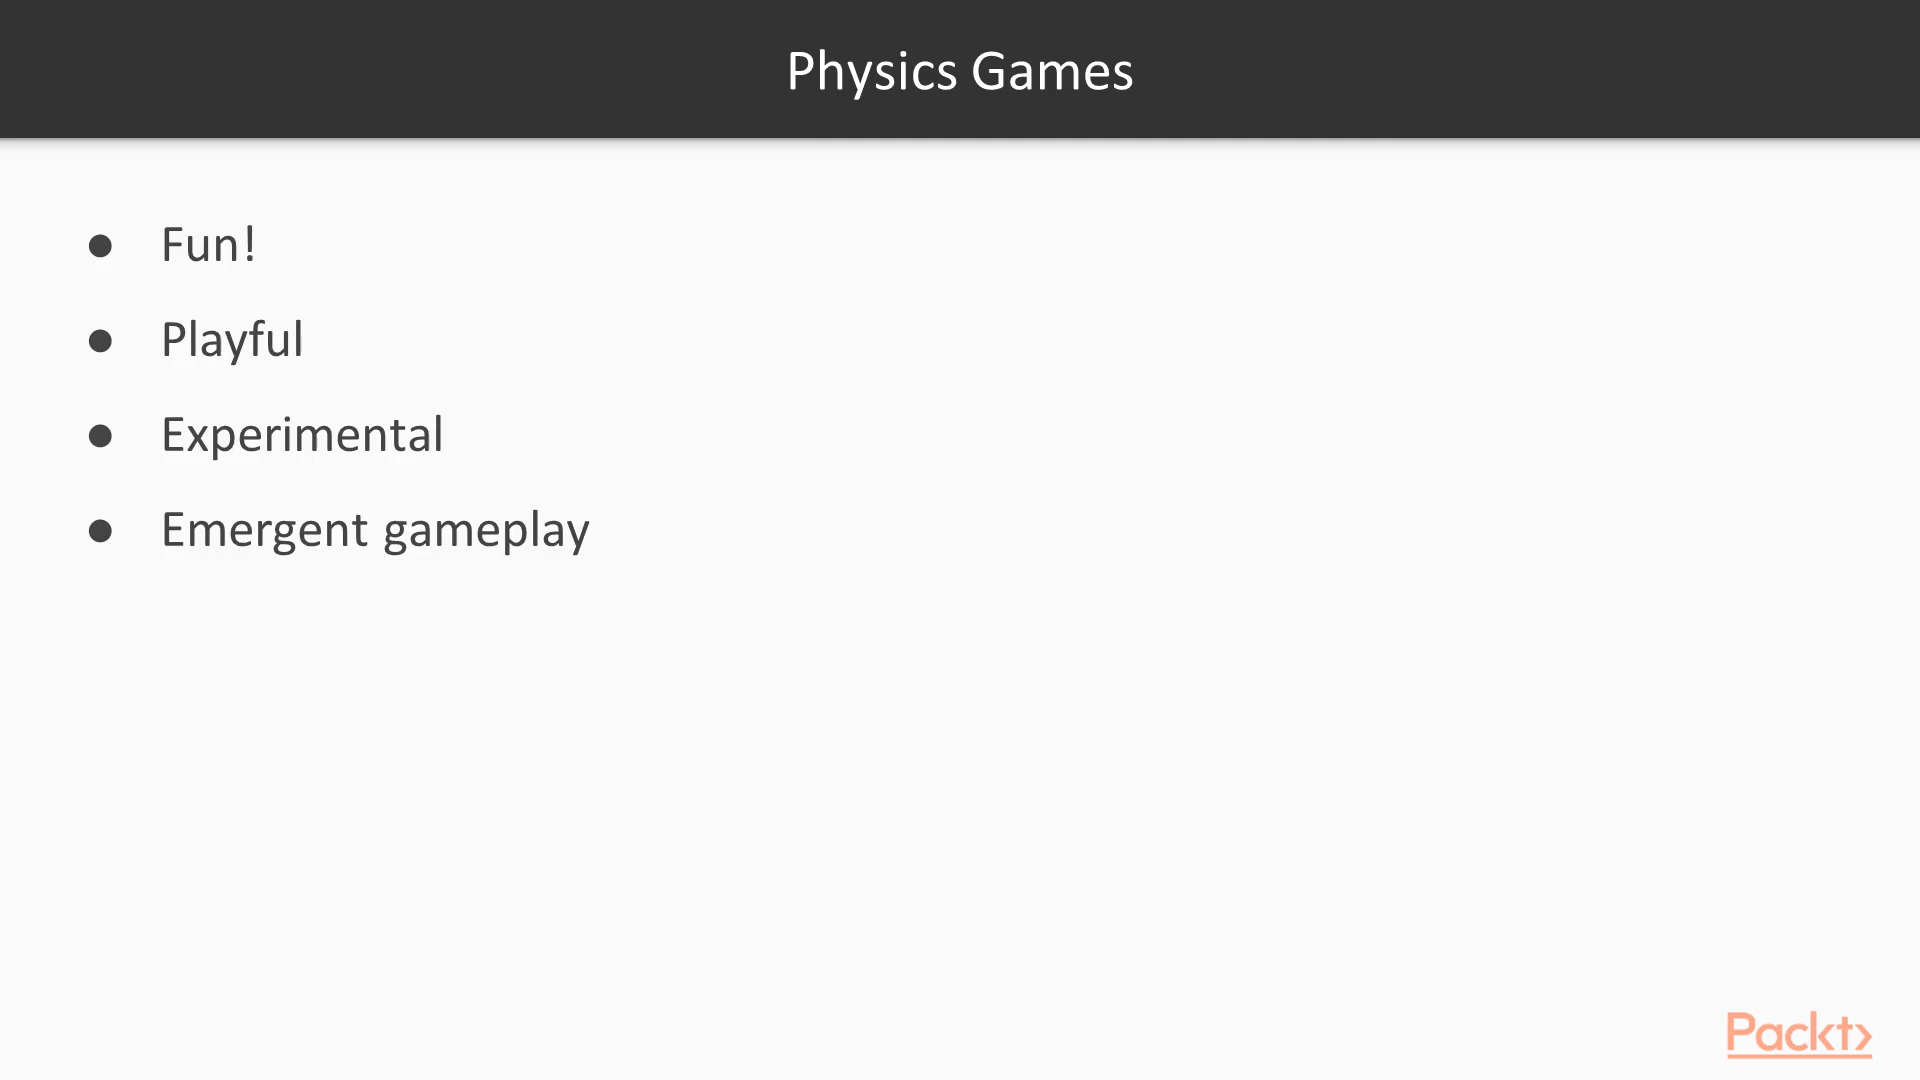 Physics Games
● Fun!
● Playful
● Experimental
● Emergent gameplay
Packt>